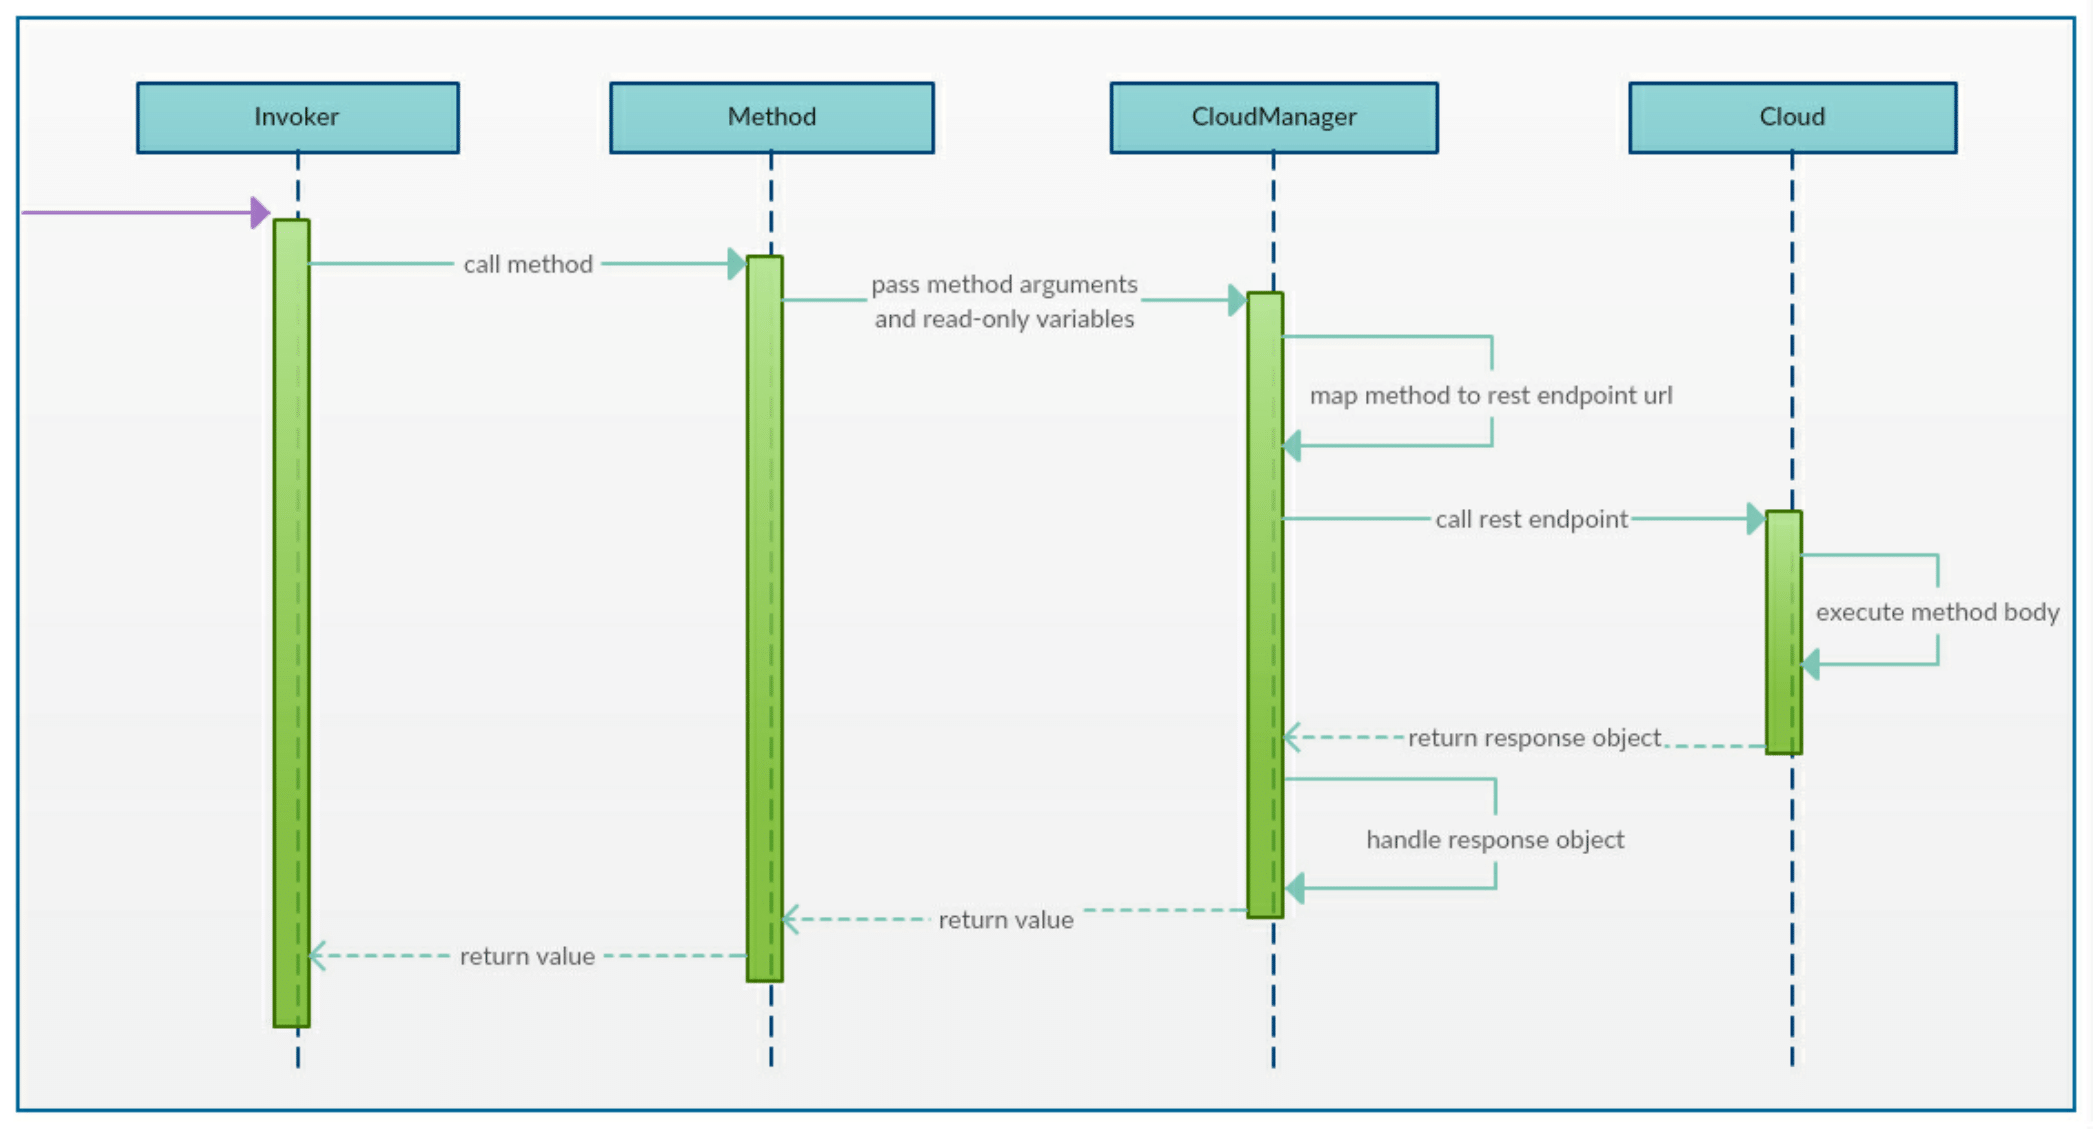 Invoker
Method
CloudManager
Cloud
call method
pass method arguments
and read-only variables
map method to rest endpoint url
call rest endpoint
execute method body
return response object
handle response object
return value
return value